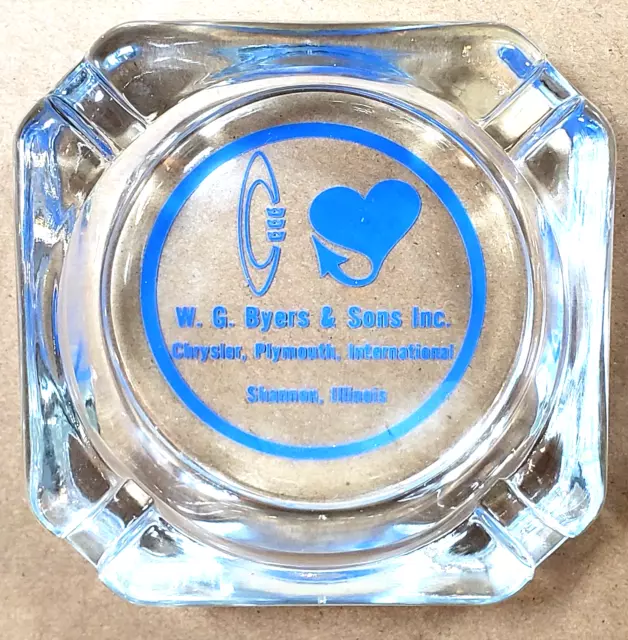 W. G. Byers & Sons Inc.
Chrysler, Plymouth, International
Shannon, Illinois